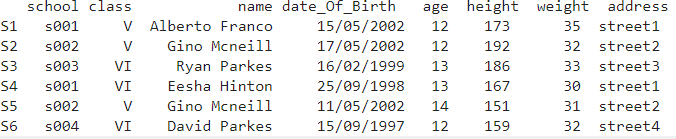 school class name date_Of_Birth age height weight address
S1 s001 V Alberto Franco 15/05/2002 12 173 35 street1
S2 s002 V Gino Mcneill 17/05/2002 12 192 32 street2
S3 s003 VI Ryan Parkes 16/02/1999 13 186 33 street3
S4 s001 VI Eesha Hinton 25/09/1998 13 167 30 street1
S5 s002 V Gino Mcneill 11/05/2002 14 151 31 street2
S6 s004 VI David Parkes 15/09/1997 12 159 32 street4